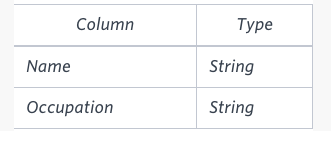 Column Type
Name String
Occupation String